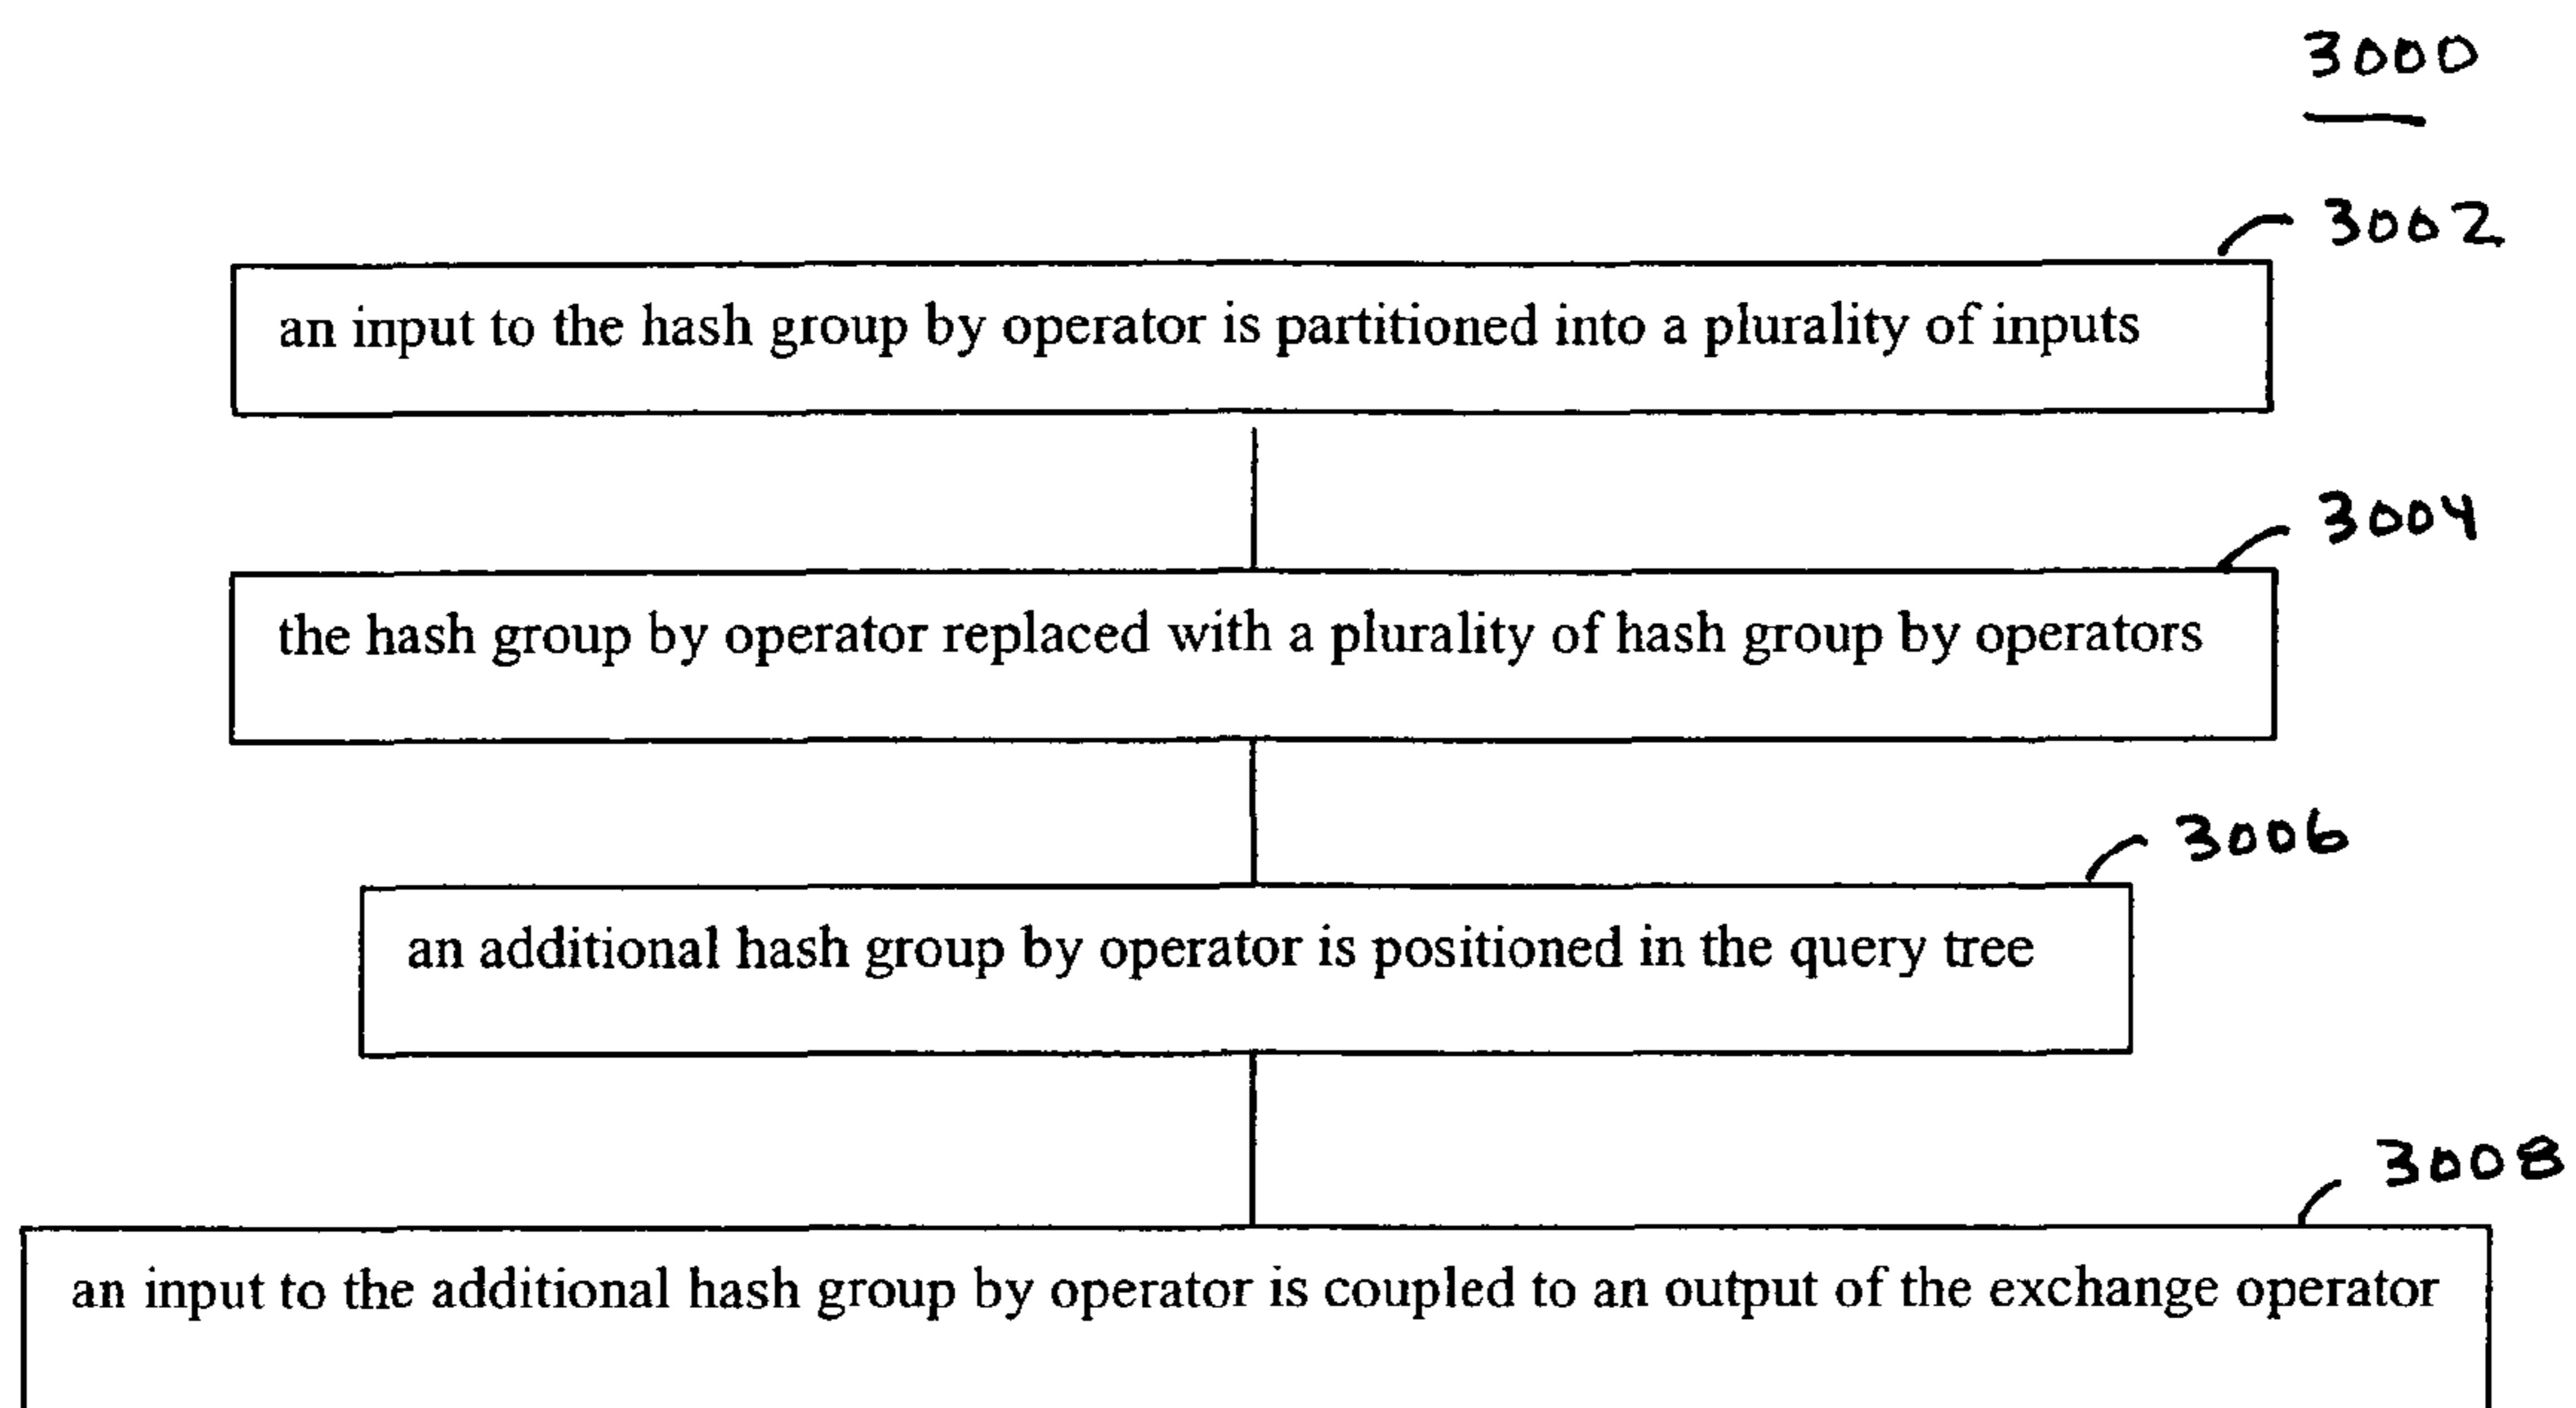 3000
3002
an input to the hash group by operator is partitioned into a plurality of inputs
3004
the hash group by operator replaced with a plurality of hash group by operators
3006
an additional hash group by operator is positioned in the query tree
3008
an input to the additional hash group by operator is coupled to an output of the exchange operator